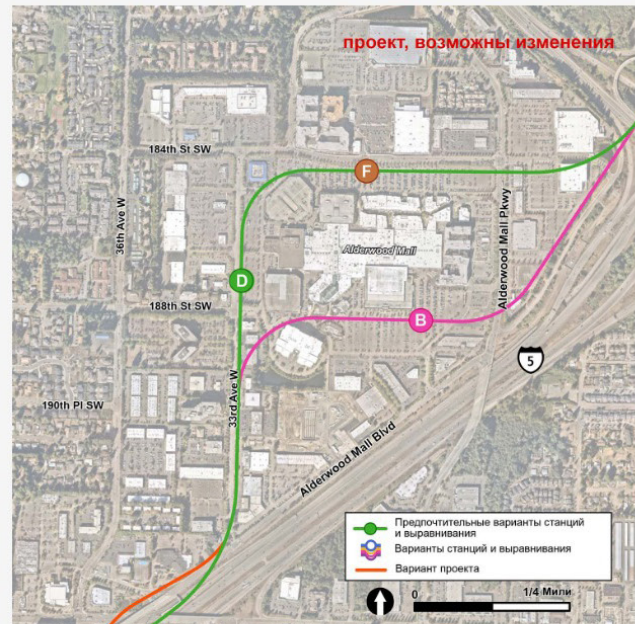 проект, возможны изменения
184th St SW
F
36th Ave W
Alderwood Mall
Alderwood Mall Pkwy
D
188th St SW
B
5
33rd Ave W
190th Pl SW
Alderwood Mall Blvd
Предпочтительные варианты станций
и выравнивания
Варианты станций и выравнивания
Вариант проекта
0
1/4 Мили